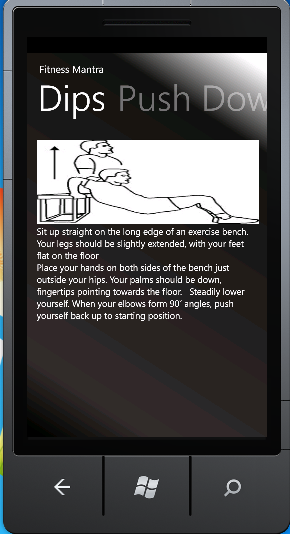 Fitness Mantra
Dips Push Dow
Sit up straight on the long edge of an exercise bench.
Your legs should be slightly extended, with your feet
flat on the floor
Place your hands on both sides of the bench just
outside your hips. Your palms should be down,
fingertips pointing towards the floor. Steadily lower
yourself. When your elbows form 90˚ angles, push
yourself back up to starting position.